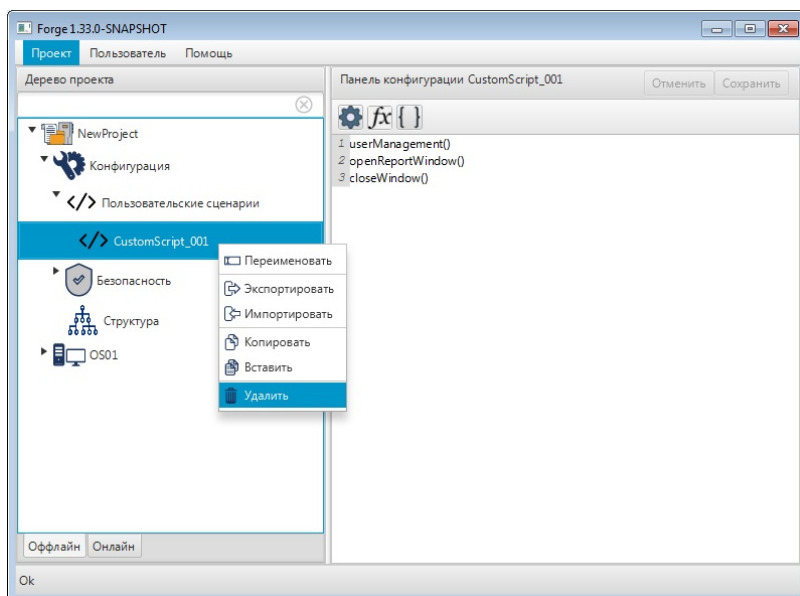 Forge 1.33.0-SNAPSHOT
Проект Пользователь Помощь
Дерево проекта
Панель конфигурации CustomScript_001
Отменить Сохранить
fx { }
NewProject
Конфигурация
</> Пользовательские сценарии
</> CustomScript_001
Безопасность
Структура
OS01
1 userManagement()
2 openReportWindow()
3 closeWindow()
Переименовать
Экспортировать
Импортировать
Копировать
Вставить
Удалить
Оффлайн Онлайн
Ok